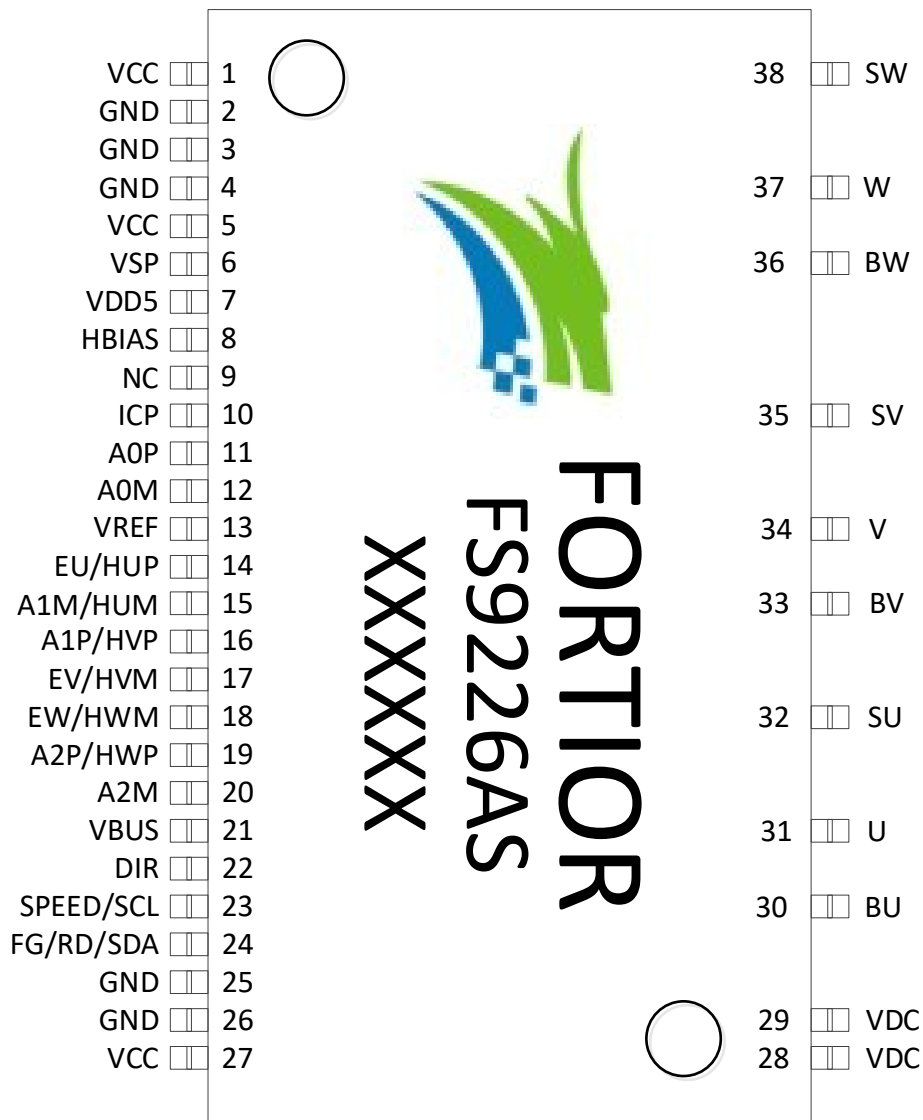 VCC 1
GND 2
GND 3
GND 4
VCC 5
VSP 6
VDD5 7
HBIAS 8
NC 9
ICP 10
A0P 11
A0M 12
VREF 13
EU/HUP 14
A1M/HUM 15
A1P/HVP 16
EV/HVM 17
EW/HWM 18
A2P/HWP 19
A2M 20
VBUS 21
DIR 22
SPEED/SCL 23
FG/RD/SDA 24
GND 25
GND 26
VCC 27
FORTIOR
FS9226AS
XXXXXX
38 SW
37 W
36 BW
35 SV
34 V
33 BV
32 SU
31 U
30 BU
29 VDC
28 VDC